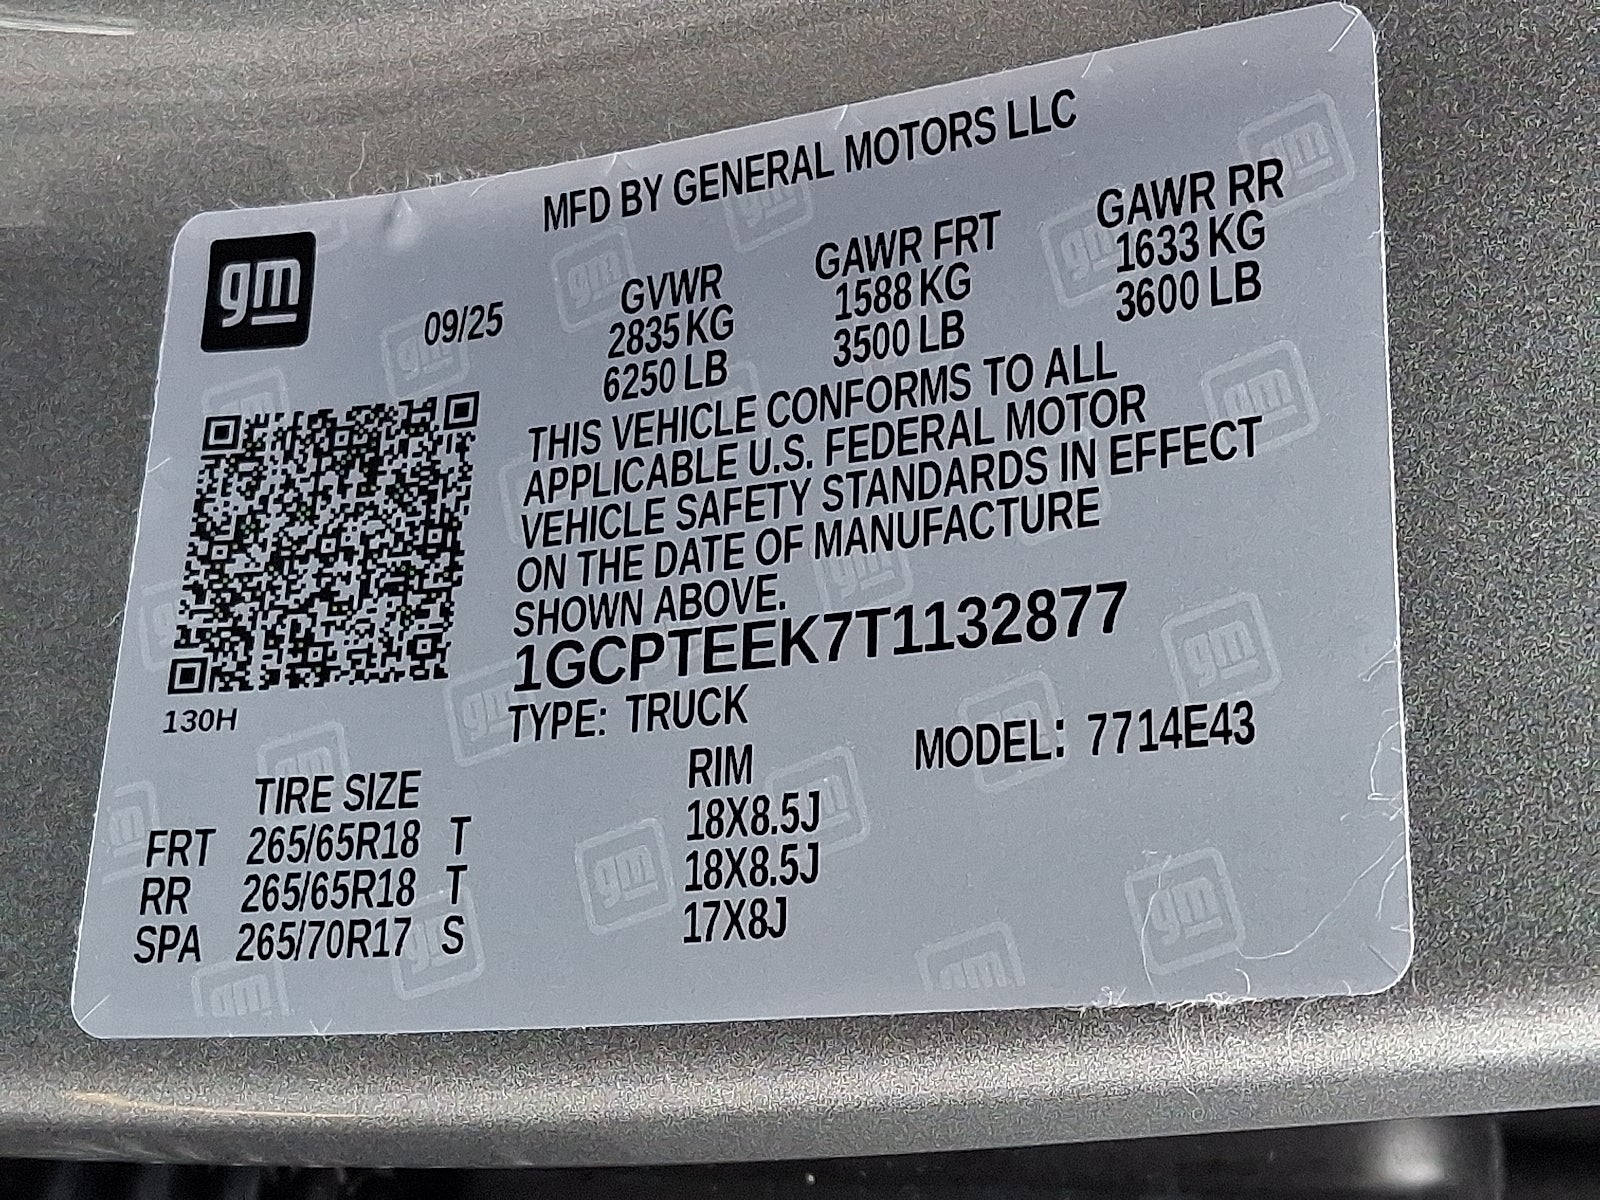 MFD BY GENERAL MOTORS LLC
gm
09/25
GVWR
2835 KG
6250 LB
GAWR FRT
1588 KG
3500 LB
GAWR RR
1633 KG
3600 LB
THIS VEHICLE CONFORMS TO ALL
APPLICABLE U.S. FEDERAL MOTOR
VEHICLE SAFETY STANDARDS IN EFFECT
ON THE DATE OF MANUFACTURE
SHOWN ABOVE.
1GCPTEEK7T1132877
130H
TYPE: TRUCK
MODEL: 7714E43
TIRE SIZE RIM
FRT 265/65R18 T 18X8.5J
RR 265/65R18 T 18X8.5J
SPA 265/70R17 S 17X8J